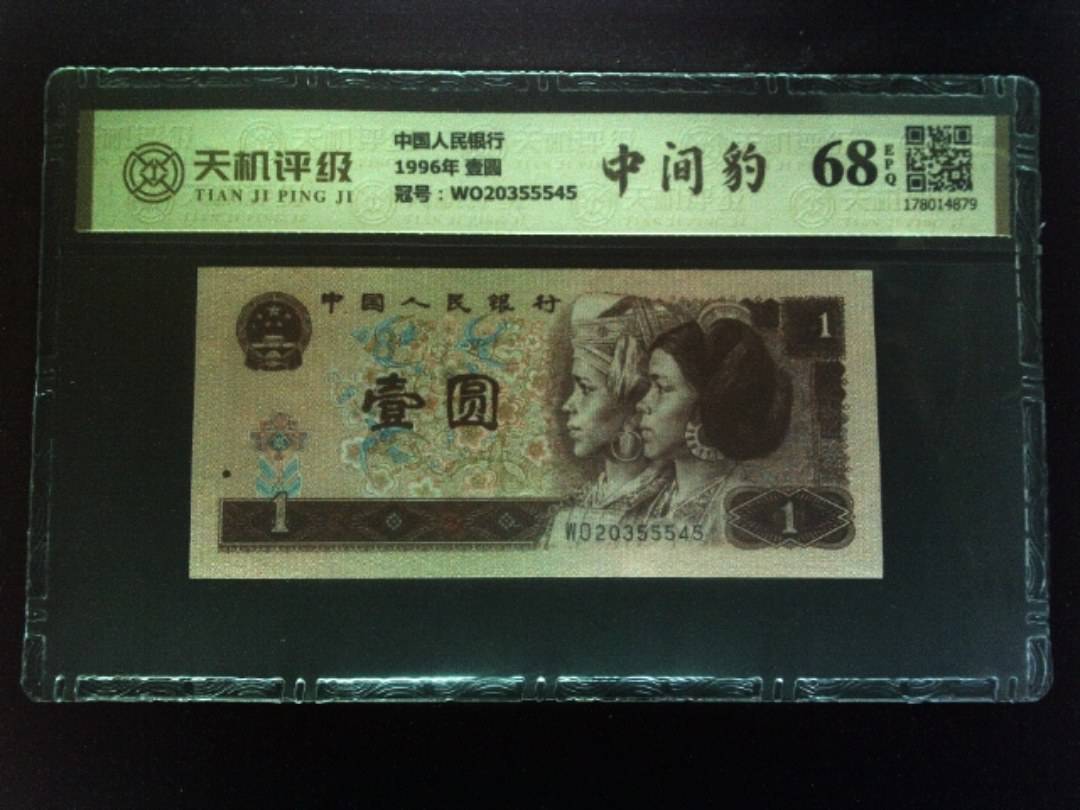 天机评级
TIAN JI PING JI
中国人民银行
1996年 壹圆
冠号：WO20355545
中间豹
68
EPQ
178014879
中国人民银行
1
壹圆
1
WO20355545
1